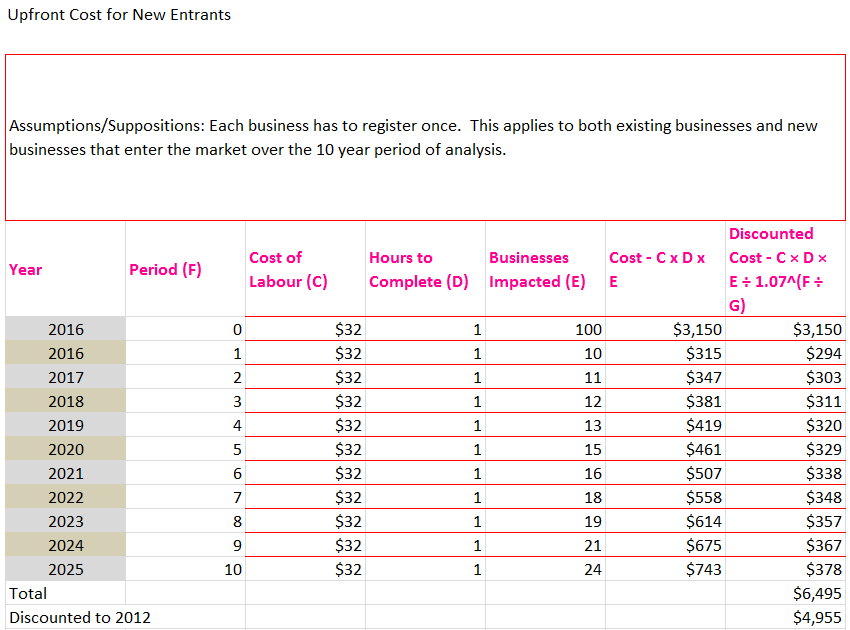 Upfront Cost for New Entrants
Assumptions/Suppositions: Each business has to register once.  This applies to both existing businesses and new
businesses that enter the market over the 10 year period of analysis.
Year | Period (F) | Cost of Labour (C) | Hours to Complete (D) | Businesses Impacted (E) | Cost - C x D x E | Discounted Cost - C × D × E ÷ 1.07^(F ÷ G)
2016 0 $32 1 100 $3,150 $3,150
2016 1 $32 1 10 $315 $294
2017 2 $32 1 11 $347 $303
2018 3 $32 1 12 $381 $311
2019 4 $32 1 13 $419 $320
2020 5 $32 1 15 $461 $329
2021 6 $32 1 16 $507 $338
2022 7 $32 1 18 $558 $348
2023 8 $32 1 19 $614 $357
2024 9 $32 1 21 $675 $367
2025 10 $32 1 24 $743 $378
Total $6,495
Discounted to 2012 $4,955